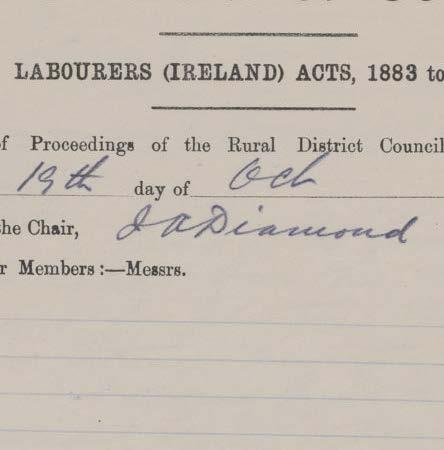 LABOURERS (IRELAND) ACTS, 1883 to
of Proceedings of the Rural District Council
19th day of Oct
the Chair, J A Diamond
r Members:—Messrs.